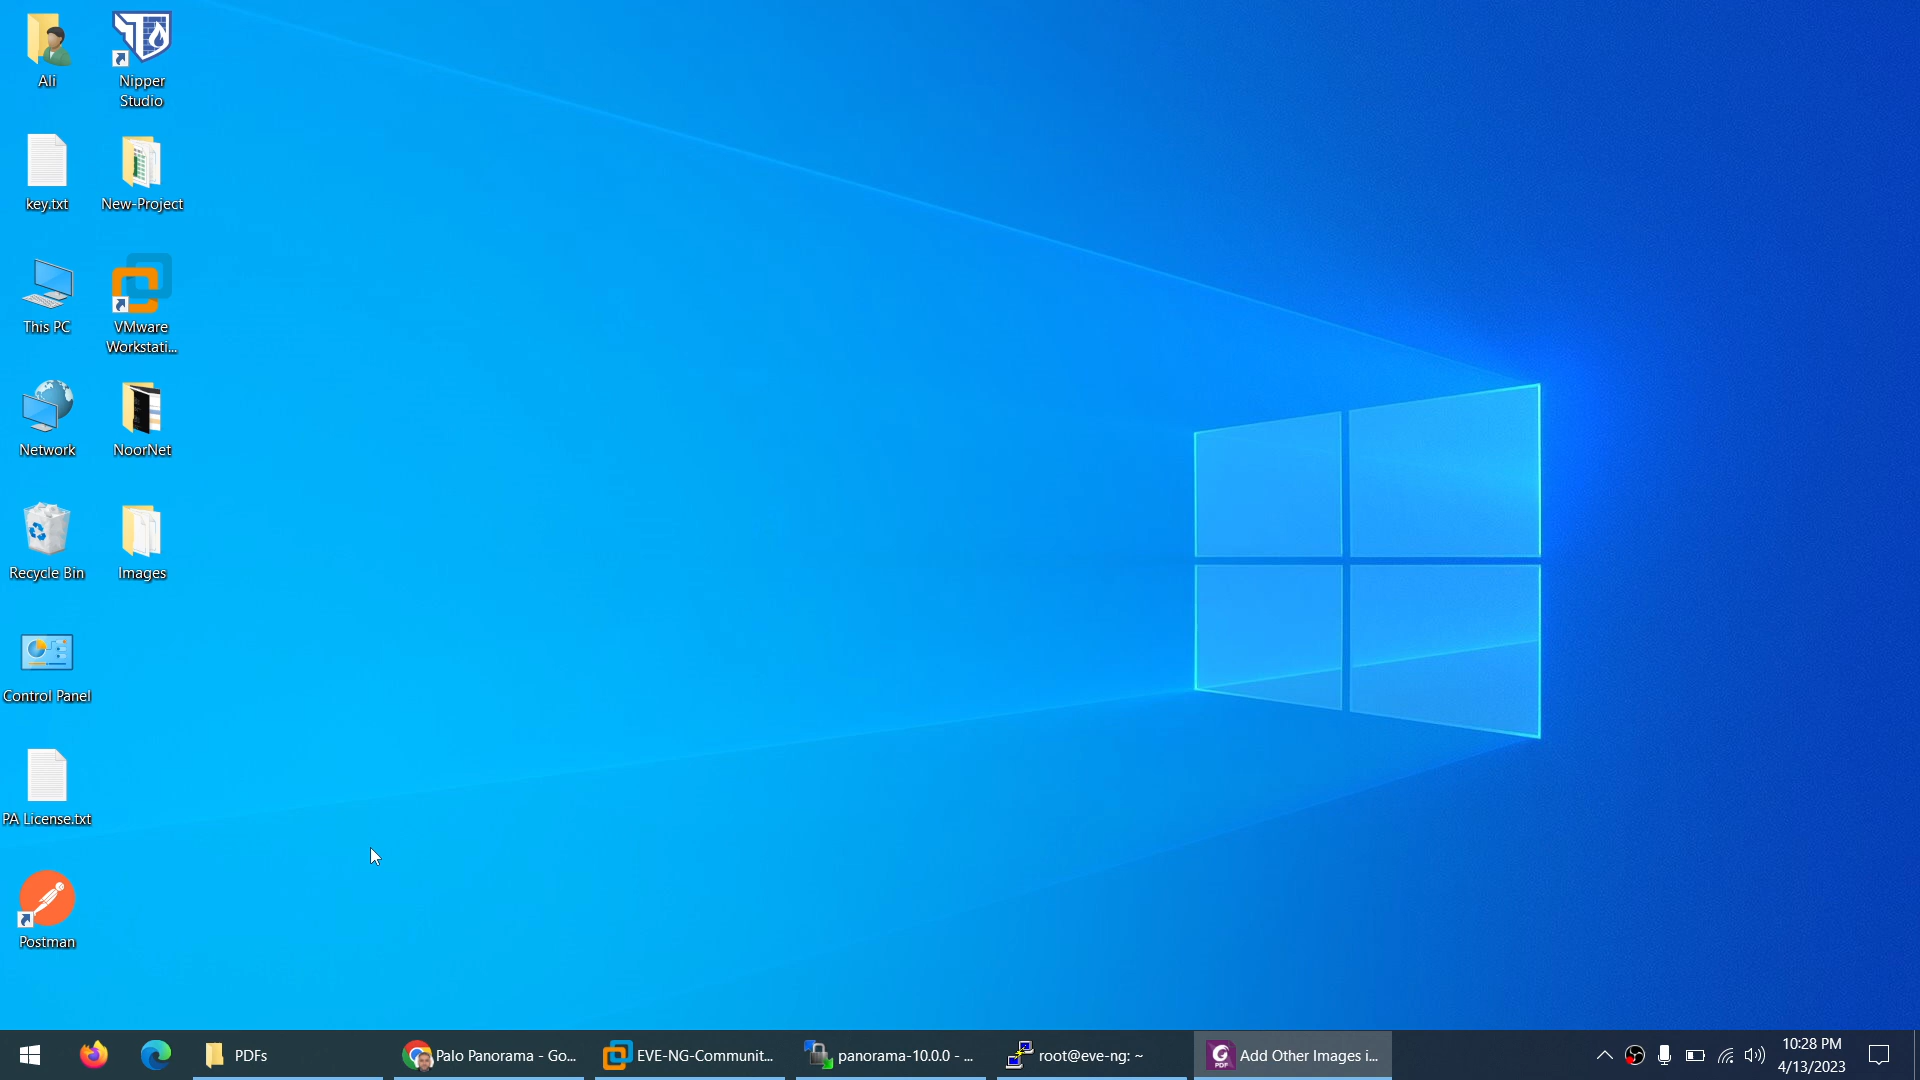 Ali
Nipper
Studio
key.txt
New-Project
This PC
VMware
Workstati...
Network
NoorNet
Recycle Bin
Images
Control Panel
PA License.txt
Postman
PDFs
Palo Panorama - Go...
EVE-NG-Communit...
panorama-10.0.0 - ...
root@eve-ng: ~
PDF
Add Other Images i...
10:28 PM
4/13/2023